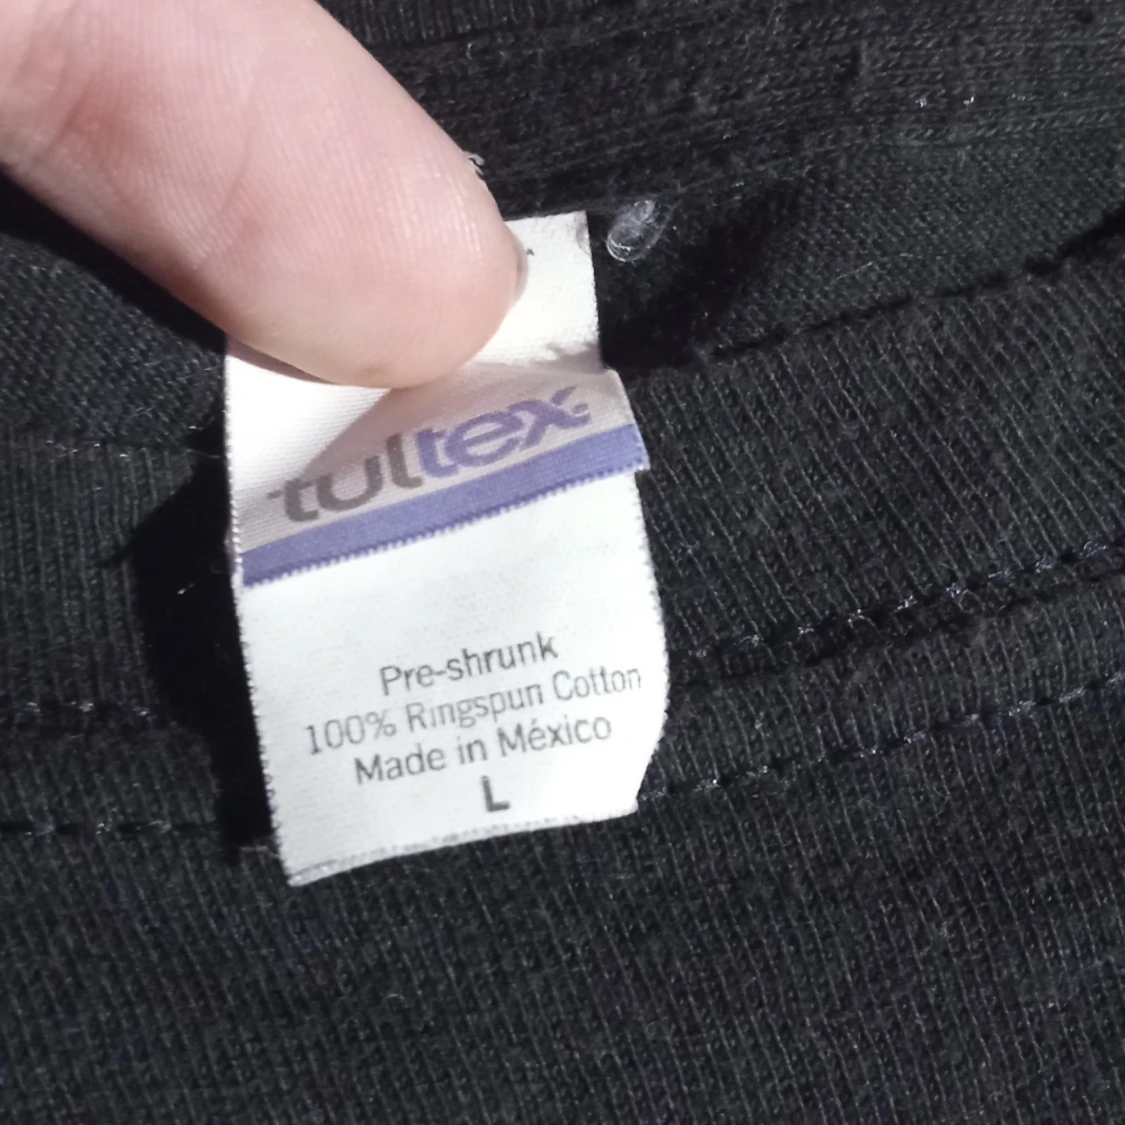 tultex
Pre-shrunk
100% Ringspun Cotton
Made in México
L